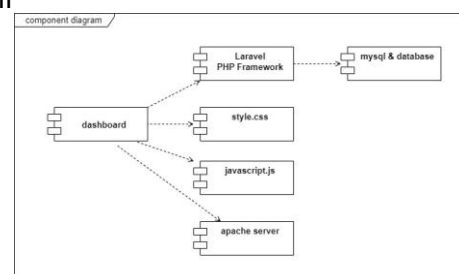 component diagram
Laravel
PHP Framework
mysql & database
dashboard
style.css
javascript.js
apache server